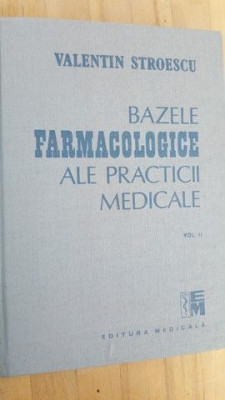 VALENTIN STROESCU
BAZELE
FARMACOLOGICE
ALE PRACTICII
MEDICALE
VOL II
EM
EDITURA MEDICALĂ